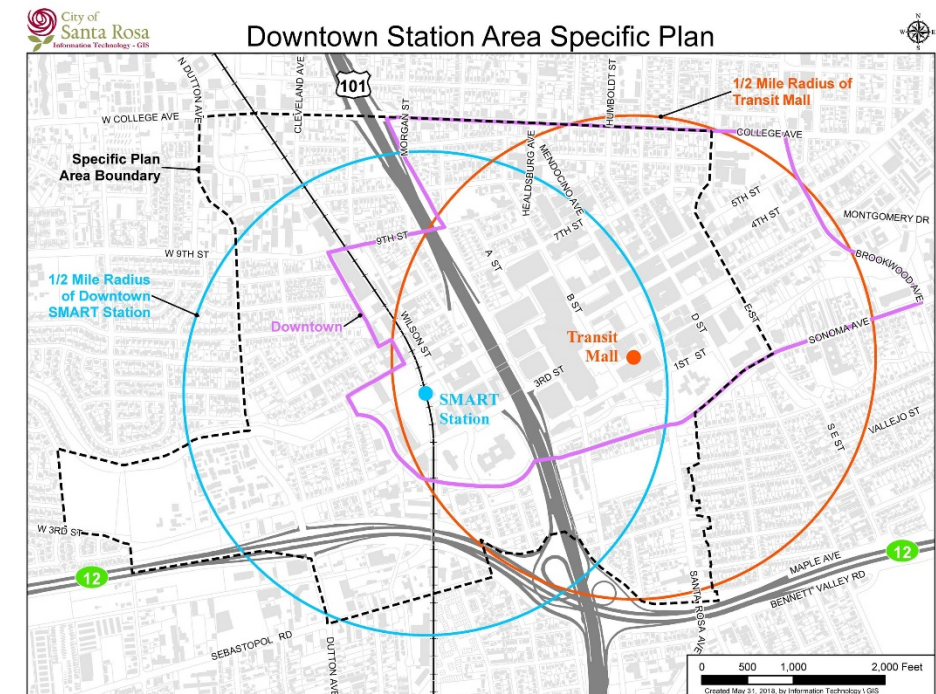 City of
Santa Rosa
Information Technology - GIS
Downtown Station Area Specific Plan
N
W
E
S
N DUTTON AVE
CLEVELAND AVE
101
MORGAN ST
HUMBOLDT ST
1/2 Mile Radius of
Transit Mall
W COLLEGE AVE
COLLEGE AVE
Specific Plan
Area Boundary
HEALDSBURG AVE
MENDOCINO AVE
5TH ST
4TH ST
7TH ST
MONTGOMERY DR
9TH ST
W 9TH ST
A ST
BROOKWOOD AVE
1/2 Mile Radius
of Downtown
SMART Station
B ST
E ST
D ST
Downtown
WILSON ST
SONOMA AVE
Transit
Mall
1ST ST
3RD ST
SMART
Station
VALLEJO ST
S E ST
W 3RD ST
12
12
MAPLE AVE
BENNETT VALLEY RD
SANTA ROSA AVE
SEBASTOPOL RD
DUTTON AVE
0 500 1,000 2,000 Feet
Created May 31, 2018, by Information Technology \ GIS